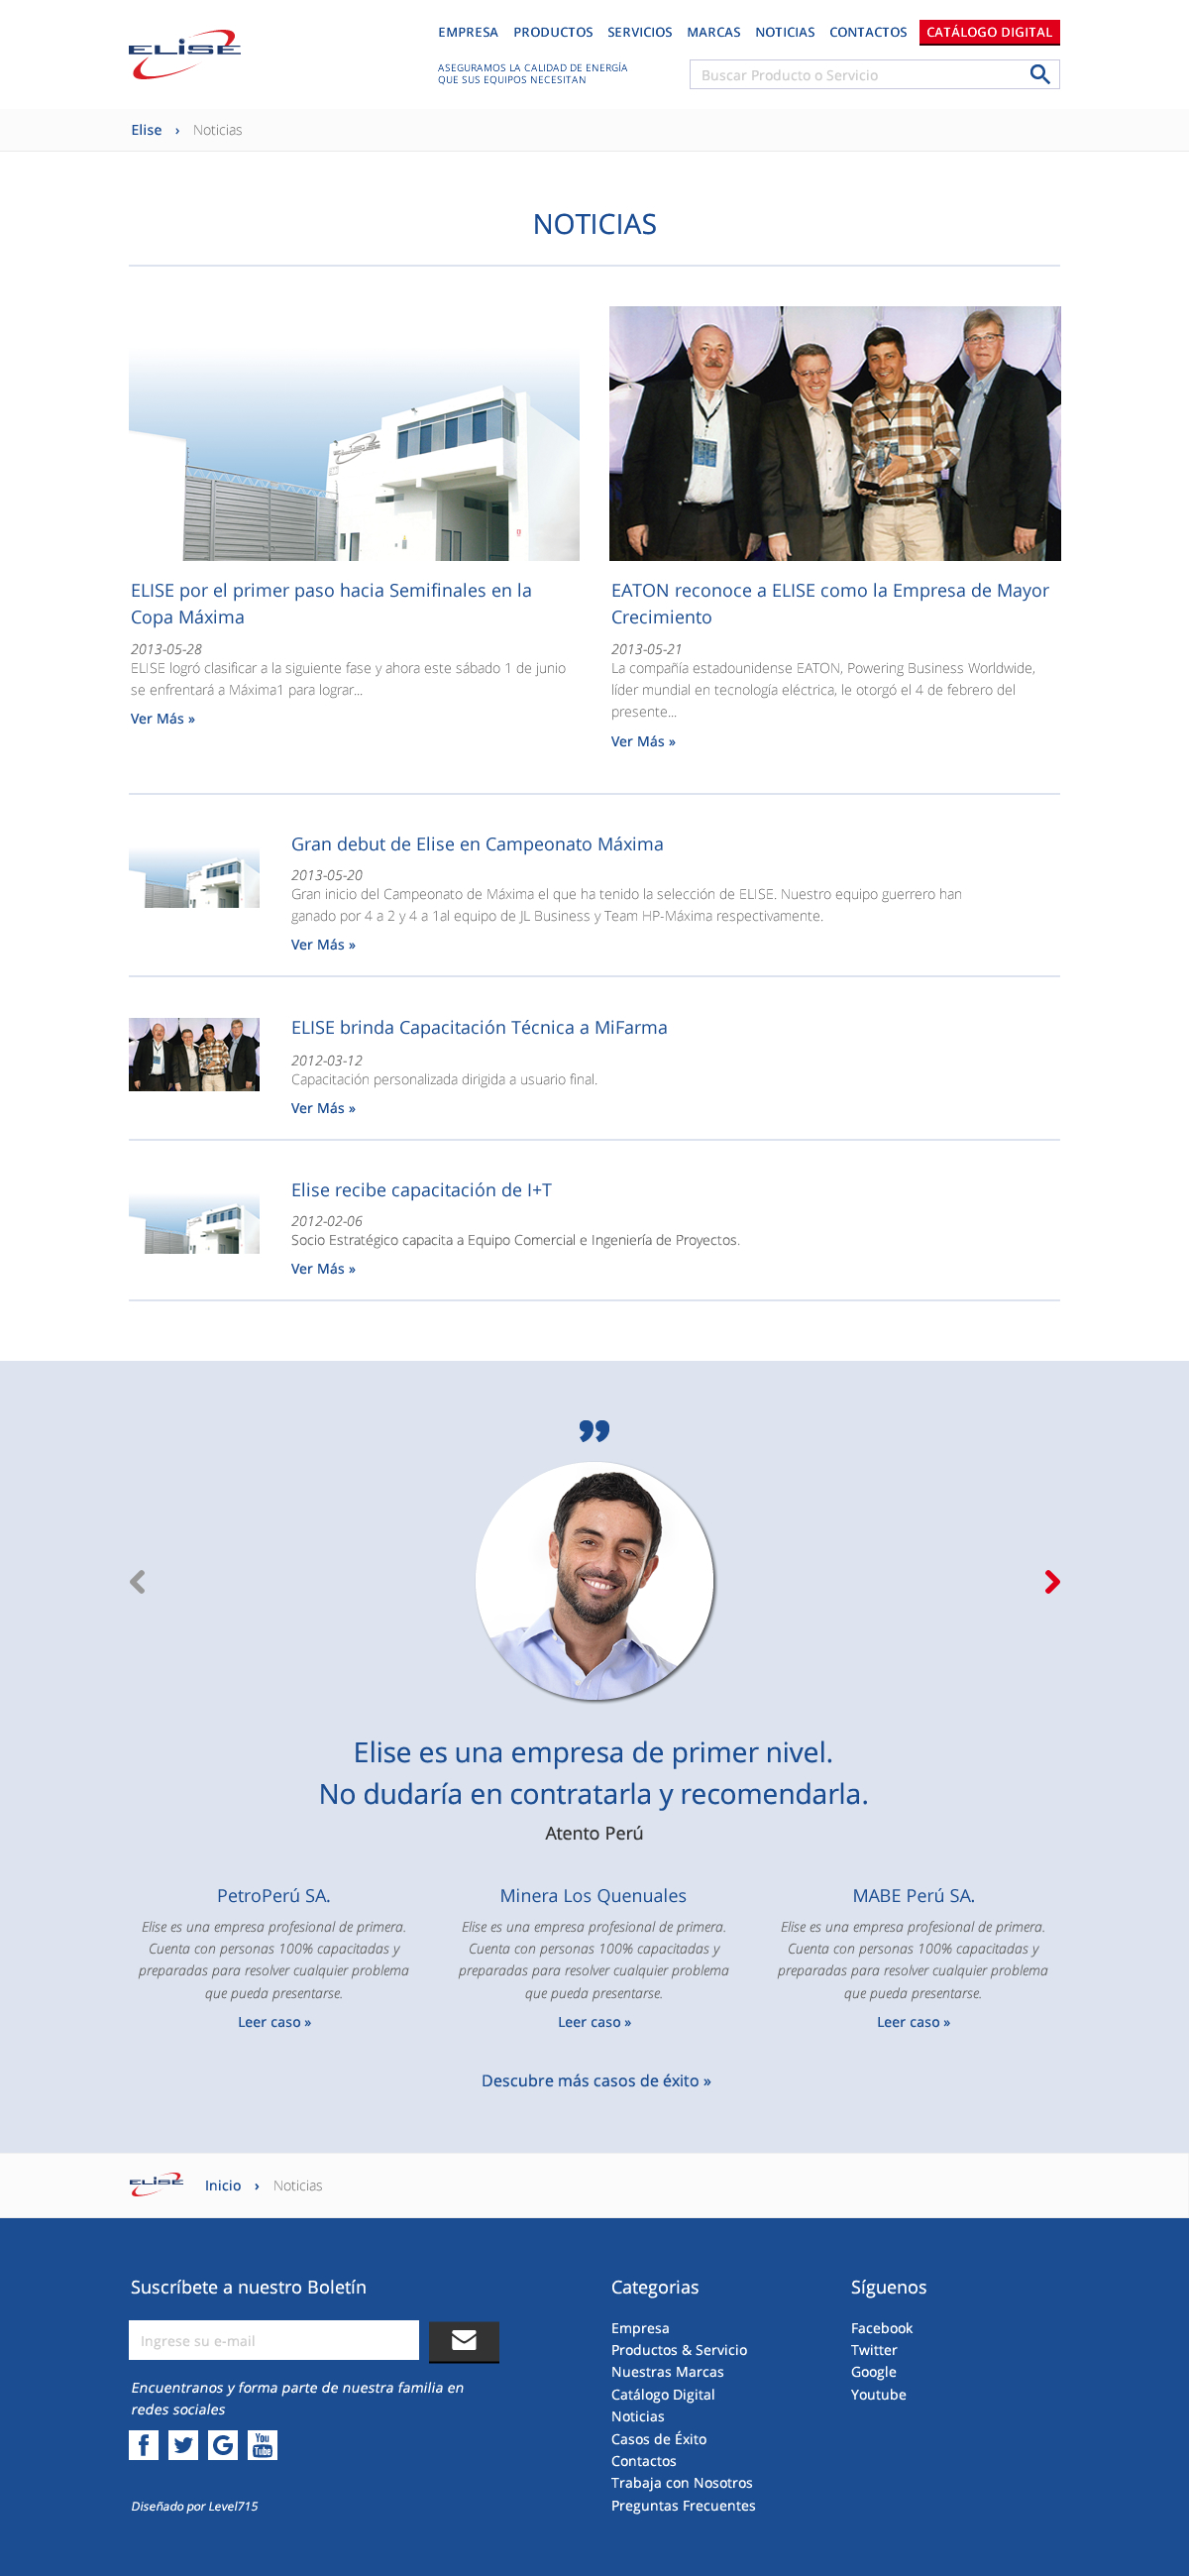 ELISE
EMPRESA PRODUCTOS SERVICIOS MARCAS NOTICIAS CONTACTOS CATÁLOGO DIGITAL
ASEGURAMOS LA CALIDAD DE ENERGÍA
QUE SUS EQUIPOS NECESITAN
Buscar Producto o Servicio
Elise › Noticias
NOTICIAS
ELISE
ELISE por el primer paso hacia Semifinales en la
Copa Máxima
2013-05-28
ELISE logró clasificar a la siguiente fase y ahora este sábado 1 de junio
se enfrentará a Máxima1 para lograr...
Ver Más »
EATON reconoce a ELISE como la Empresa de Mayor
Crecimiento
2013-05-21
La compañía estadounidense EATON, Powering Business Worldwide,
líder mundial en tecnología eléctrica, le otorgó el 4 de febrero del
presente...
Ver Más »
Gran debut de Elise en Campeonato Máxima
2013-05-20
Gran inicio del Campeonato de Máxima el que ha tenido la selección de ELISE. Nuestro equipo guerrero han
ganado por 4 a 2 y 4 a 1al equipo de JL Business y Team HP-Máxima respectivamente.
Ver Más »
ELISE brinda Capacitación Técnica a MiFarma
2012-03-12
Capacitación personalizada dirigida a usuario final.
Ver Más »
Elise recibe capacitación de I+T
2012-02-06
Socio Estratégico capacita a Equipo Comercial e Ingeniería de Proyectos.
Ver Más »
”
Elise es una empresa de primer nivel.
No dudaría en contratarla y recomendarla.
Atento Perú
PetroPerú SA.
Elise es una empresa profesional de primera.
Cuenta con personas 100% capacitadas y
preparadas para resolver cualquier problema
que pueda presentarse.
Leer caso »
Minera Los Quenuales
Elise es una empresa profesional de primera.
Cuenta con personas 100% capacitadas y
preparadas para resolver cualquier problema
que pueda presentarse.
Leer caso »
MABE Perú SA.
Elise es una empresa profesional de primera.
Cuenta con personas 100% capacitadas y
preparadas para resolver cualquier problema
que pueda presentarse.
Leer caso »
Descubre más casos de éxito »
ELISE Inicio › Noticias
Suscríbete a nuestro Boletín
Ingrese su e-mail
Encuentranos y forma parte de nuestra familia en
redes sociales
f G You Tube
Diseñado por Level715
Categorias
Empresa
Productos & Servicio
Nuestras Marcas
Catálogo Digital
Noticias
Casos de Éxito
Contactos
Trabaja con Nosotros
Preguntas Frecuentes
Síguenos
Facebook
Twitter
Google
Youtube